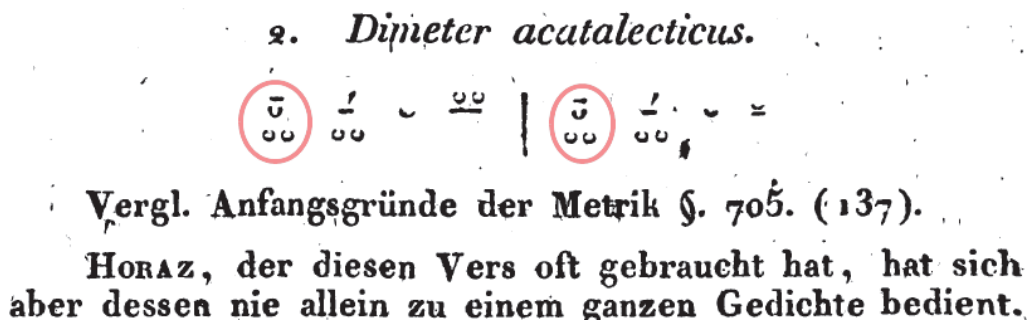 2. Dimeter acatalecticus.
Vergl. Anfangsgründe der Metrik §. 705. (137).
HORAZ, der diesen Vers oft gebraucht hat, hat sich
aber dessen nie allein zu einem ganzen Gedichte bedient.